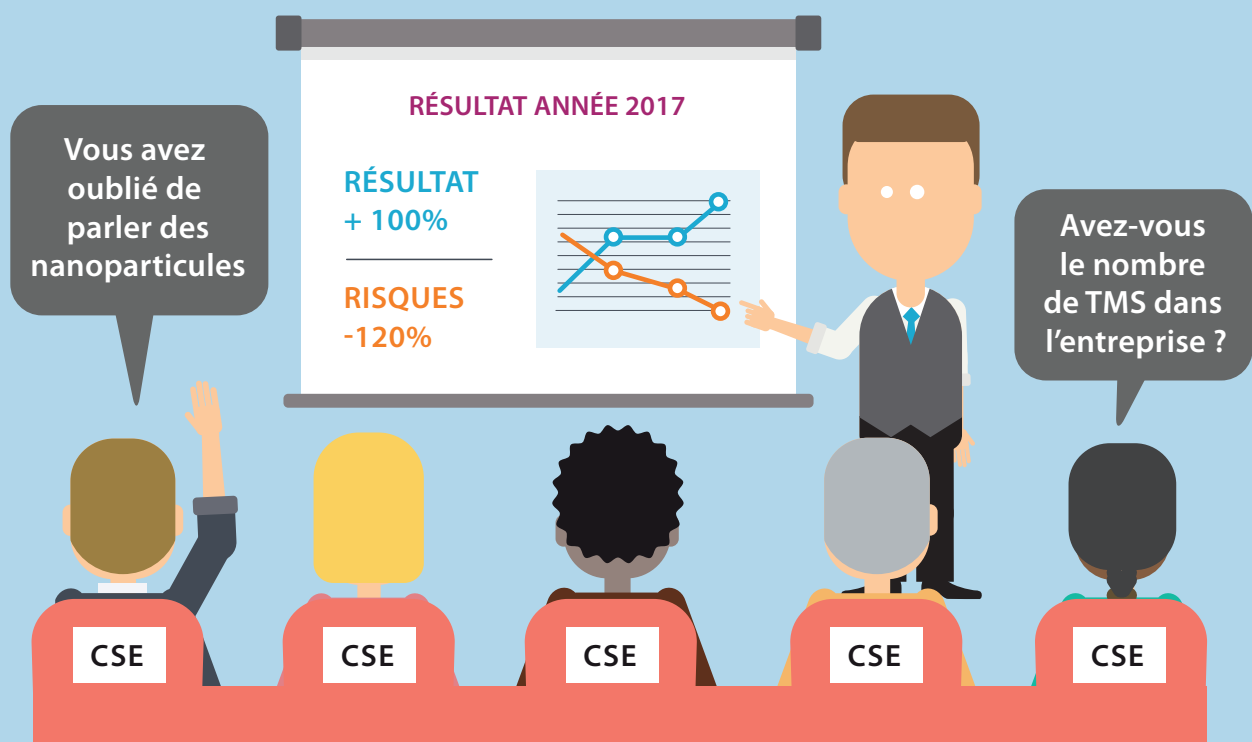 RÉSULTAT ANNÉE 2017
Vous avez
oublié de
parler des
nanoparticules
RÉSULTAT
+ 100%
RISQUES
-120%
Avez-vous
le nombre
de TMS dans
l'entreprise ?
CSE
CSE
CSE
CSE
CSE